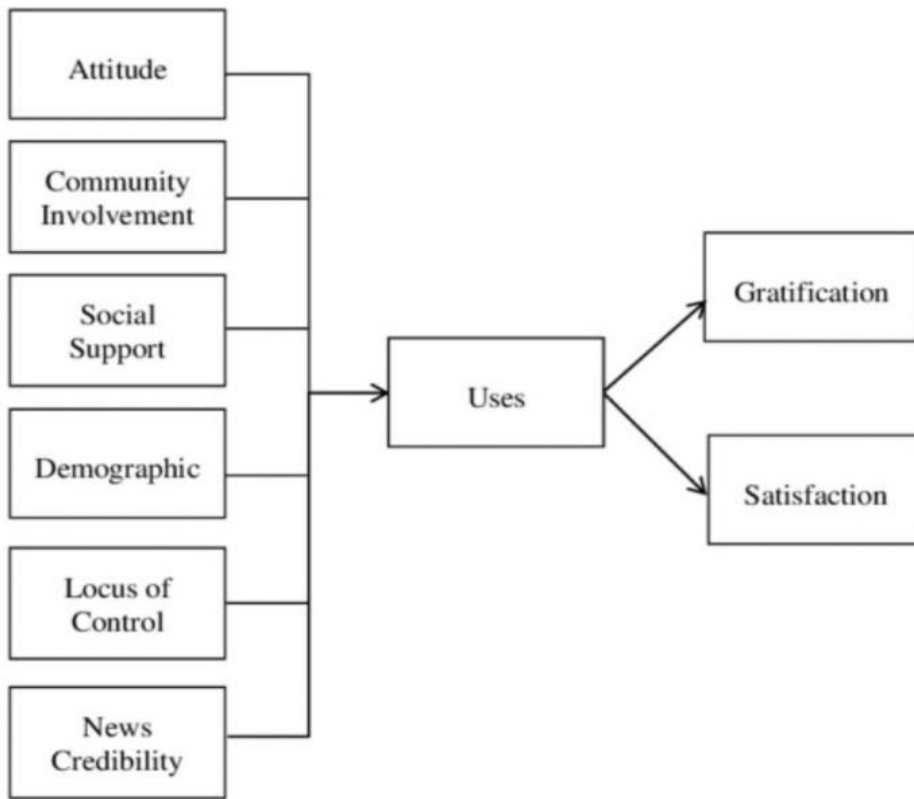 Attitude
Community
Involvement
Social
Support
Demographic
Locus of
Control
News
Credibility
Uses
Gratification
Satisfaction